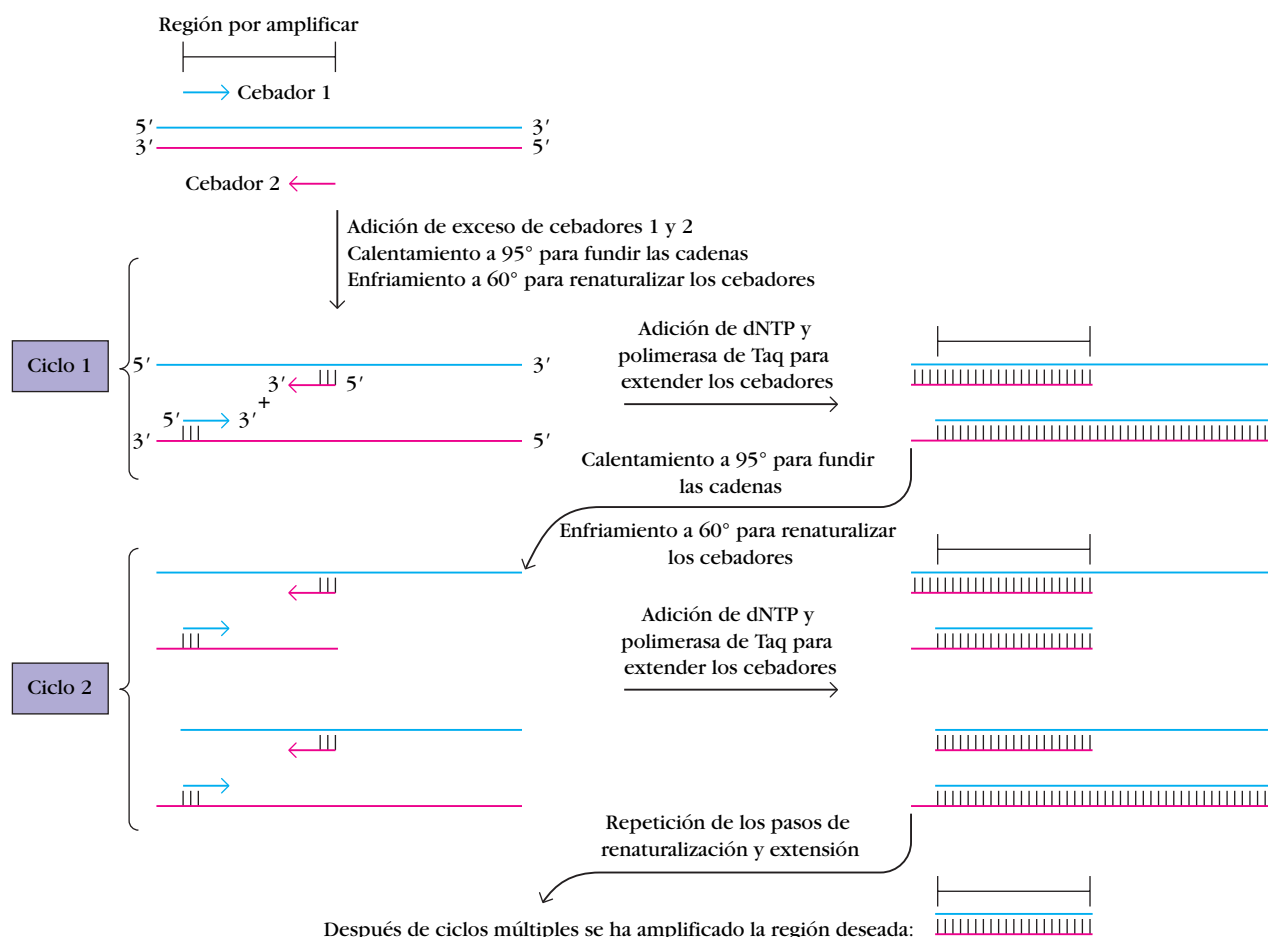 Región por amplificar
Cebador 1
5′ 3′
3′ 5′
Cebador 2
Adición de exceso de cebadores 1 y 2
Calentamiento a 95° para fundir las cadenas
Enfriamiento a 60° para renaturalizar los cebadores
Ciclo 1
5′ 3′
3′ 5′
+
5′ 3′
3′ 5′
Adición de dNTP y
polimerasa de Taq para
extender los cebadores
Calentamiento a 95° para fundir
las cadenas
Enfriamiento a 60° para renaturalizar
los cebadores
Ciclo 2
Adición de dNTP y
polimerasa de Taq para
extender los cebadores
Repetición de los pasos de
renaturalización y extensión
Después de ciclos múltiples se ha amplificado la región deseada: